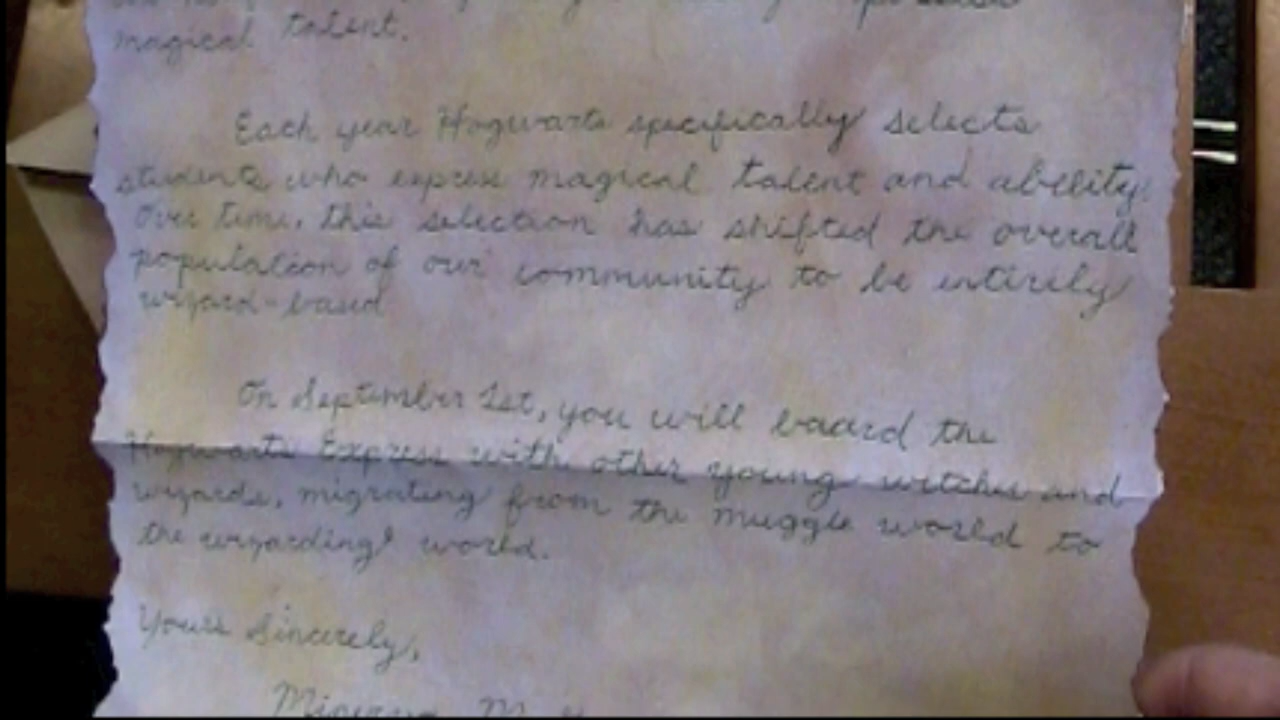 magical talent.
Each year Hogwarts specifically selects
students who express magical talent and ability.
Over time, this selection has shifted the overall
population of our community to be entirely
wizard-based
On September 1st, you will board the
Hogwarts Express with other young witches and
wizards, migrating from the muggle world to
the wizarding world.
Yours Sincerely,
Minerva